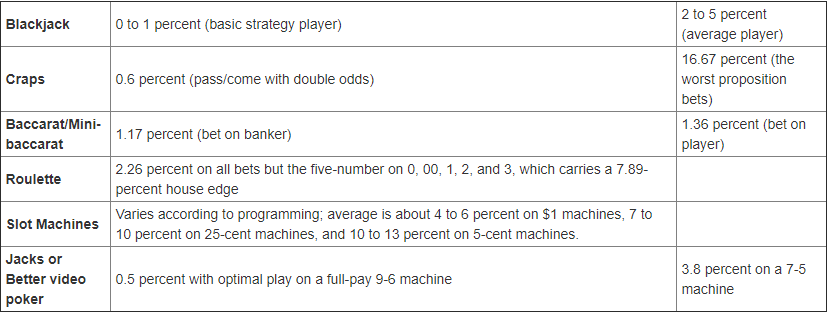 Blackjack
0 to 1 percent (basic strategy player)
2 to 5 percent
(average player)
Craps
0.6 percent (pass/come with double odds)
16.67 percent (the
worst proposition
bets)
Baccarat/Mini-
baccarat
1.17 percent (bet on banker)
1.36 percent (bet on
player)
Roulette
2.26 percent on all bets but the five-number on 0, 00, 1, 2, and 3, which carries a 7.89-
percent house edge
Slot Machines
Varies according to programming; average is about 4 to 6 percent on $1 machines, 7 to
10 percent on 25-cent machines, and 10 to 13 percent on 5-cent machines.
Jacks or
Better video
poker
0.5 percent with optimal play on a full-pay 9-6 machine
3.8 percent on a 7-5
machine